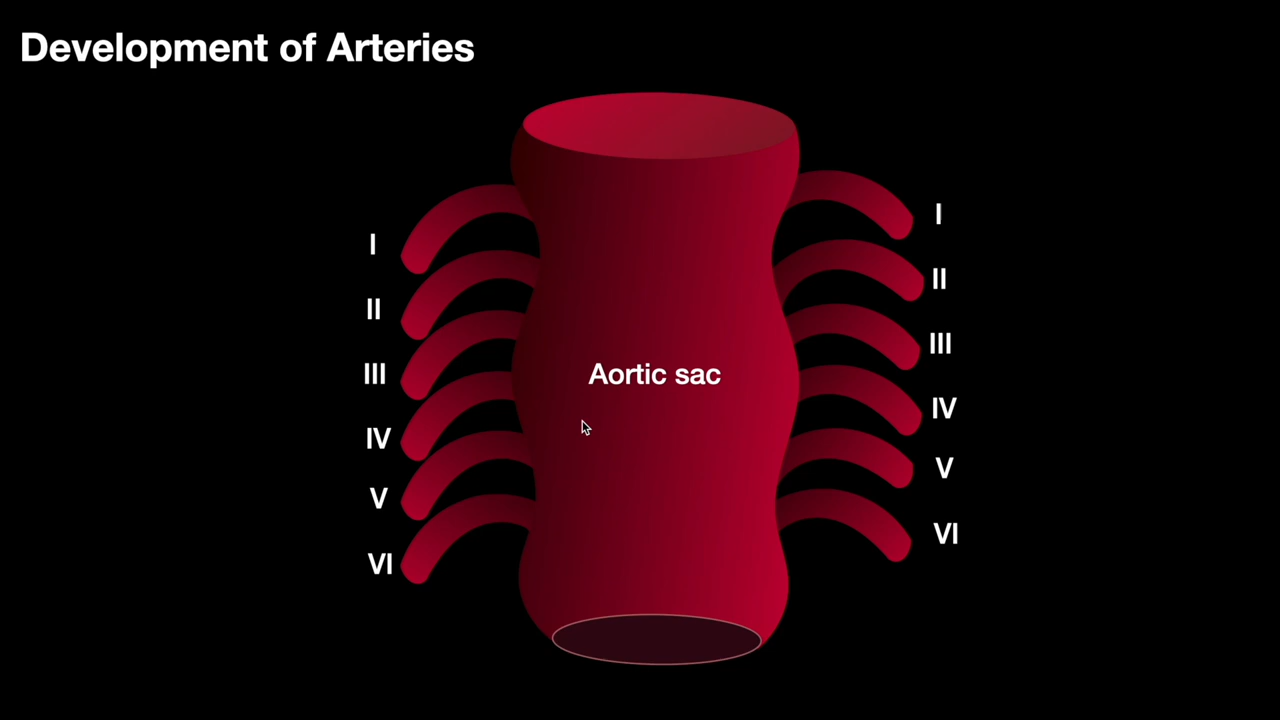 Development of Arteries
I
I
II
II
III
III
Aortic sac
IV
IV
V
V
VI
VI